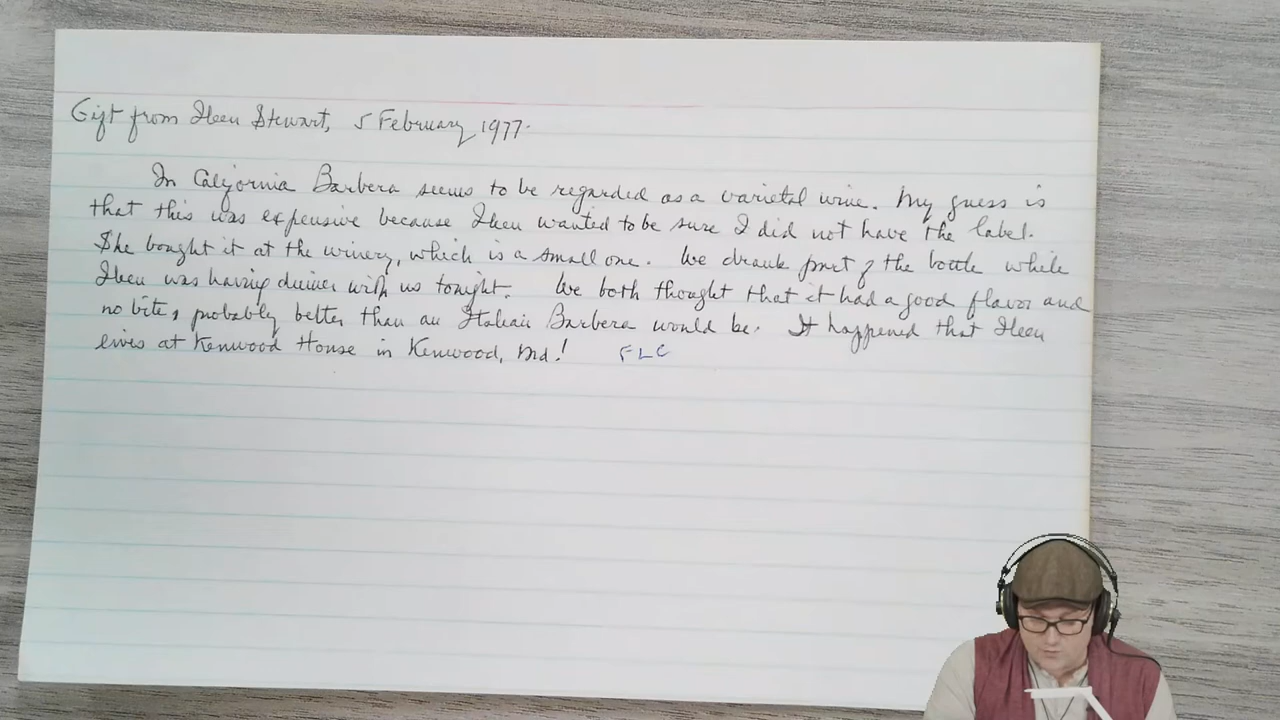 Gift from Ileen Stewart, 5 February 1977.
In California Barbera seems to be regarded as a varietal wine. My guess is
that this was expensive because Ileen wanted to be sure I did not have the label.
She bought it at the winery, which is a small one. We drank part of the bottle while
Ileen was having dinner with us tonight. We both thought that it had a good flavor and
no bite, probably better than an Italian Barbera would be. It happened that Ileen
lives at Kenwood House in Kenwood, Md! FLC